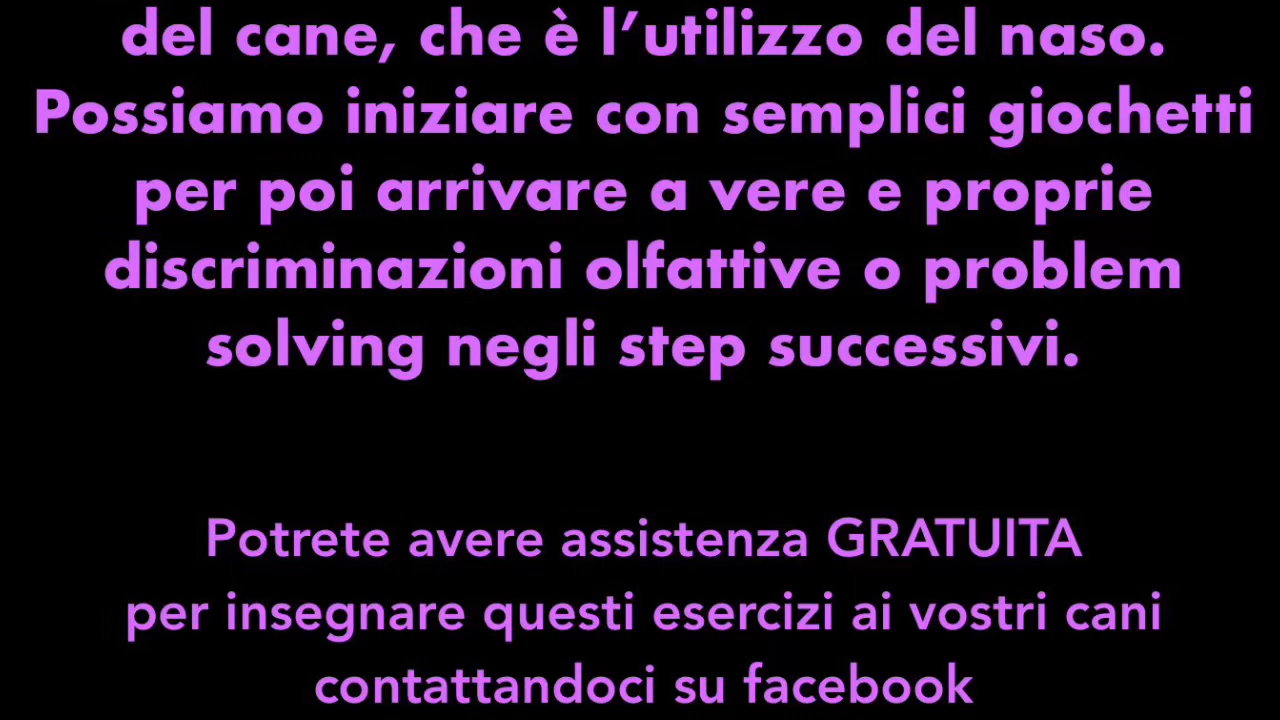 del cane, che è l’utilizzo del naso.
Possiamo iniziare con semplici giochetti
per poi arrivare a vere e proprie
discriminazioni olfattive o problem
solving negli step successivi.
Potrete avere assistenza GRATUITA
per insegnare questi esercizi ai vostri cani
contattandoci su facebook